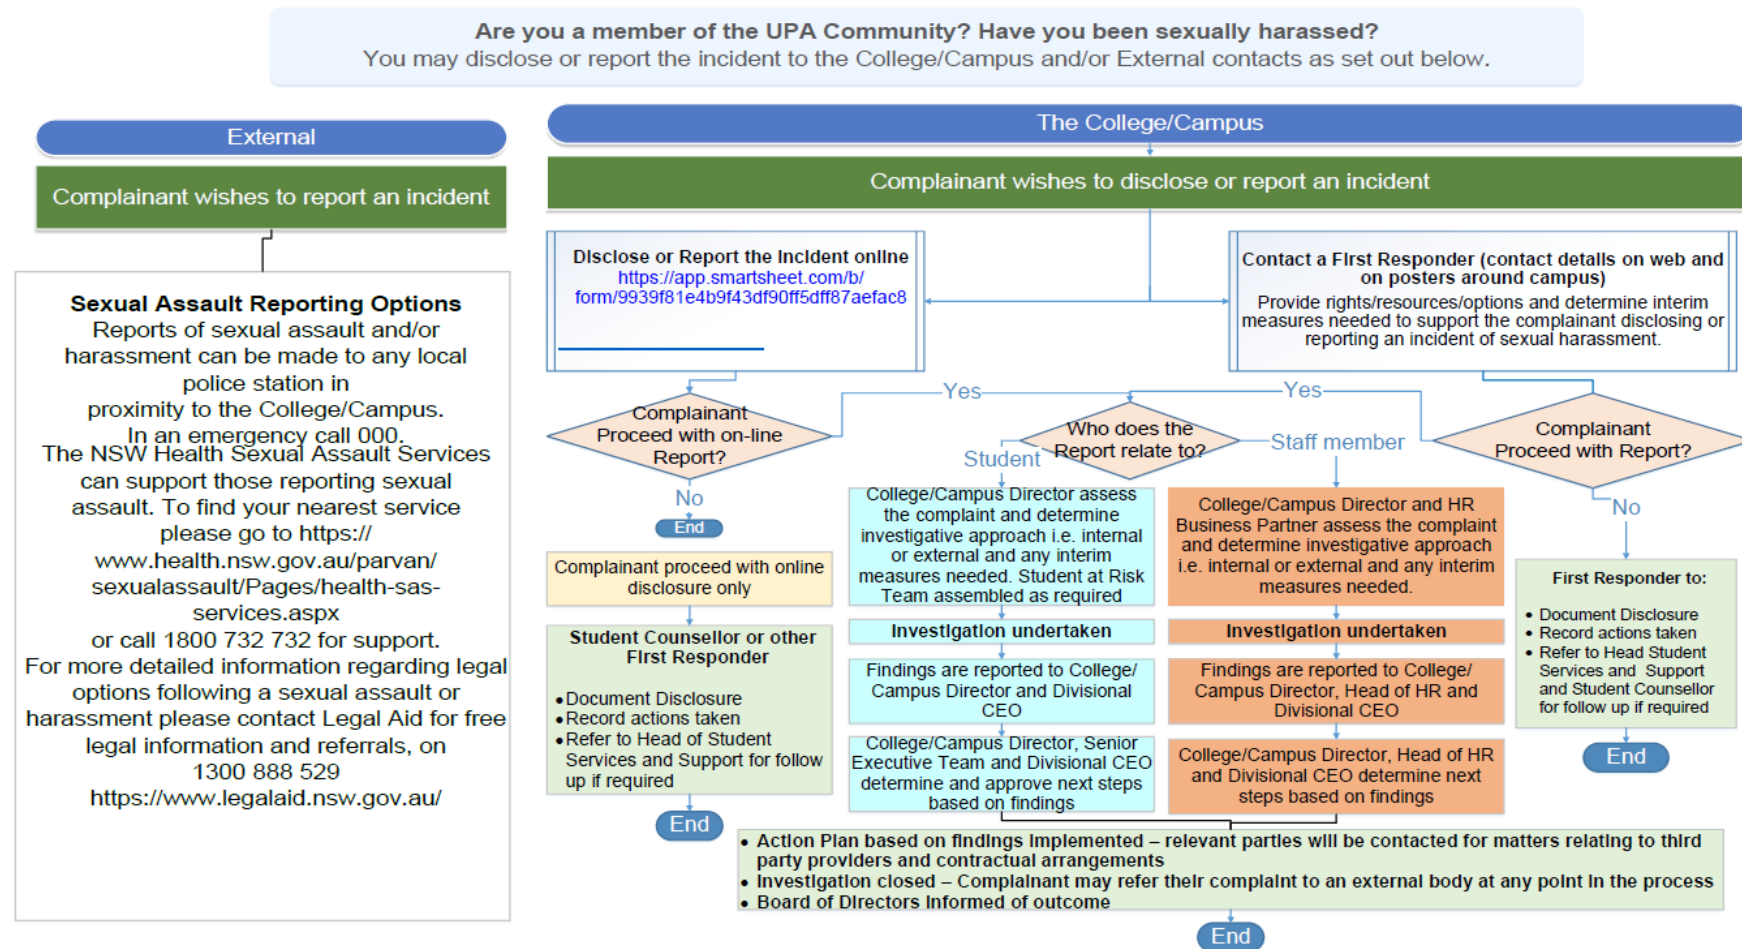 Are you a member of the UPA Community? Have you been sexually harassed?
You may disclose or report the incident to the College/Campus and/or External contacts as set out below.
External
Complainant wishes to report an incident
Sexual Assault Reporting Options
Reports of sexual assault and/or
harassment can be made to any local
police station in
proximity to the College/Campus.
In an emergency call 000.
The NSW Health Sexual Assault Services
can support those reporting sexual
assault. To find your nearest service
please go to https://
www.health.nsw.gov.au/parvan/
sexualassault/Pages/health-sas-
services.aspx
or call 1800 732 732 for support.
For more detailed information regarding legal
options following a sexual assault or
harassment please contact Legal Aid for free
legal information and referrals, on
1300 888 529
https://www.legalaid.nsw.gov.au/
The College/Campus
Complainant wishes to disclose or report an incident
Disclose or Report the Incident online
https://app.smartsheet.com/b/
form/9939f81e4b9f43df90ff5dff87aefac8
Contact a First Responder (contact details on web and
on posters around campus)
Provide rights/resources/options and determine interim
measures needed to support the complainant disclosing or
reporting an incident of sexual harassment.
Complainant
Proceed with on-line
Report?
Yes
No
End
Complainant proceed with online
disclosure only
Student Counsellor or other
First Responder
• Document Disclosure
• Record actions taken
• Refer to Head of Student
Services and Support for follow
up if required
End
Who does the
Report relate to?
Student
Staff member
College/Campus Director assess
the complaint and determine
investigative approach i.e. internal
or external and any interim
measures needed. Student at Risk
Team assembled as required
Investigation undertaken
Findings are reported to College/
Campus Director and Divisional
CEO
College/Campus Director, Senior
Executive Team and Divisional CEO
determine and approve next steps
based on findings
College/Campus Director and HR
Business Partner assess the complaint
and determine investigative approach
i.e. internal or external and any interim
measures needed.
Investigation undertaken
Findings are reported to College/
Campus Director, Head of HR and
Divisional CEO
College/Campus Director, Head of HR
and Divisional CEO determine next
steps based on findings
Yes
Complainant
Proceed with Report?
No
First Responder to:
• Document Disclosure
• Record actions taken
• Refer to Head Student
Services and Support
and Student Counsellor
for follow up if required
End
• Action Plan based on findings implemented – relevant parties will be contacted for matters relating to third
party providers and contractual arrangements
• Investigation closed – Complainant may refer their complaint to an external body at any point in the process
• Board of Directors Informed of outcome
End